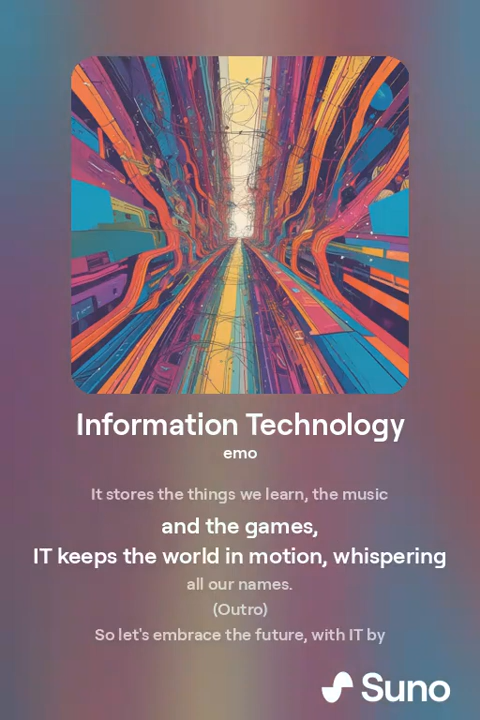 Information Technology
emo
It stores the things we learn, the music
and the games,
IT keeps the world in motion, whispering
all our names.
(Outro)
So let's embrace the future, with IT by
Suno